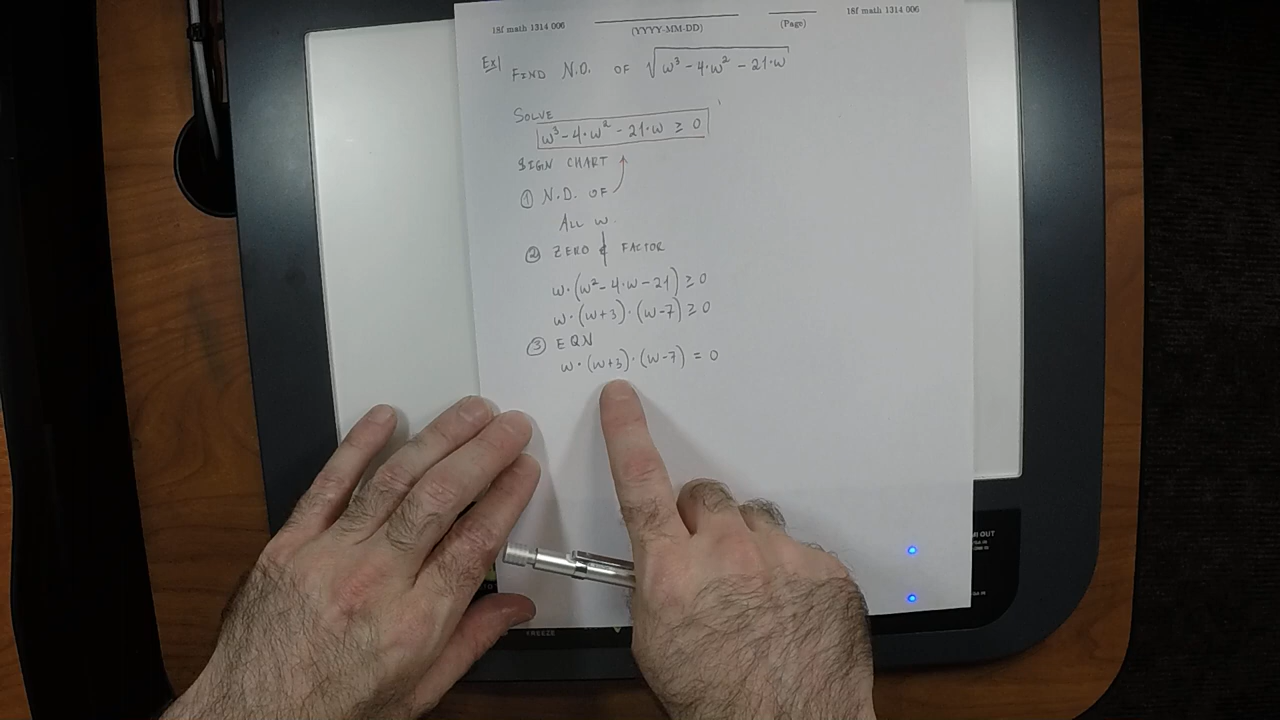 18f math 1314 006 (YYYY-MM-DD) (Page) 18f math 1314 006
Ex1 FIND N.D. OF √(w³ - 4·w² - 21·w)
SOLVE
w³ - 4·w² - 21·w ≥ 0
SIGN CHART
① N.D. OF
ALL w
② ZERO & FACTOR
w·(w² - 4·w - 21) ≥ 0
w·(w+3)·(w-7) ≥ 0
③ EQN
w·(w+3)·(w-7) = 0
FREEZE